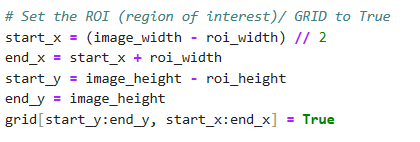 # Set the ROI (region of interest)/ GRID to True
start_x = (image_width - roi_width) // 2
end_x = start_x + roi_width
start_y = image_height - roi_height
end_y = image_height
grid[start_y:end_y, start_x:end_x] = True